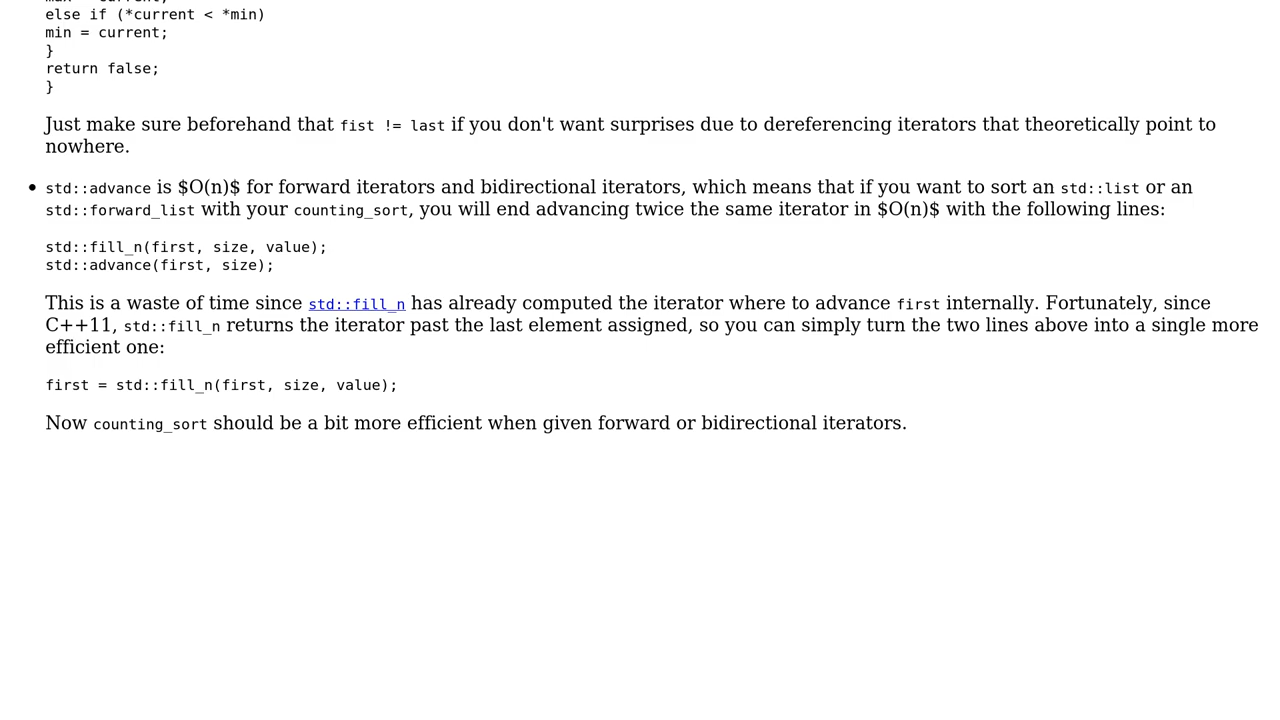 else if (*current < *min)
min = current;
}
return false;
}
Just make sure beforehand that fist != last if you don't want surprises due to dereferencing iterators that theoretically point to
nowhere.
• std::advance is $O(n)$ for forward iterators and bidirectional iterators, which means that if you want to sort an std::list or an
std::forward_list with your counting_sort, you will end advancing twice the same iterator in $O(n)$ with the following lines:
std::fill_n(first, size, value);
std::advance(first, size);
This is a waste of time since std::fill_n has already computed the iterator where to advance first internally. Fortunately, since
C++11, std::fill_n returns the iterator past the last element assigned, so you can simply turn the two lines above into a single more
efficient one:
first = std::fill_n(first, size, value);
Now counting_sort should be a bit more efficient when given forward or bidirectional iterators.